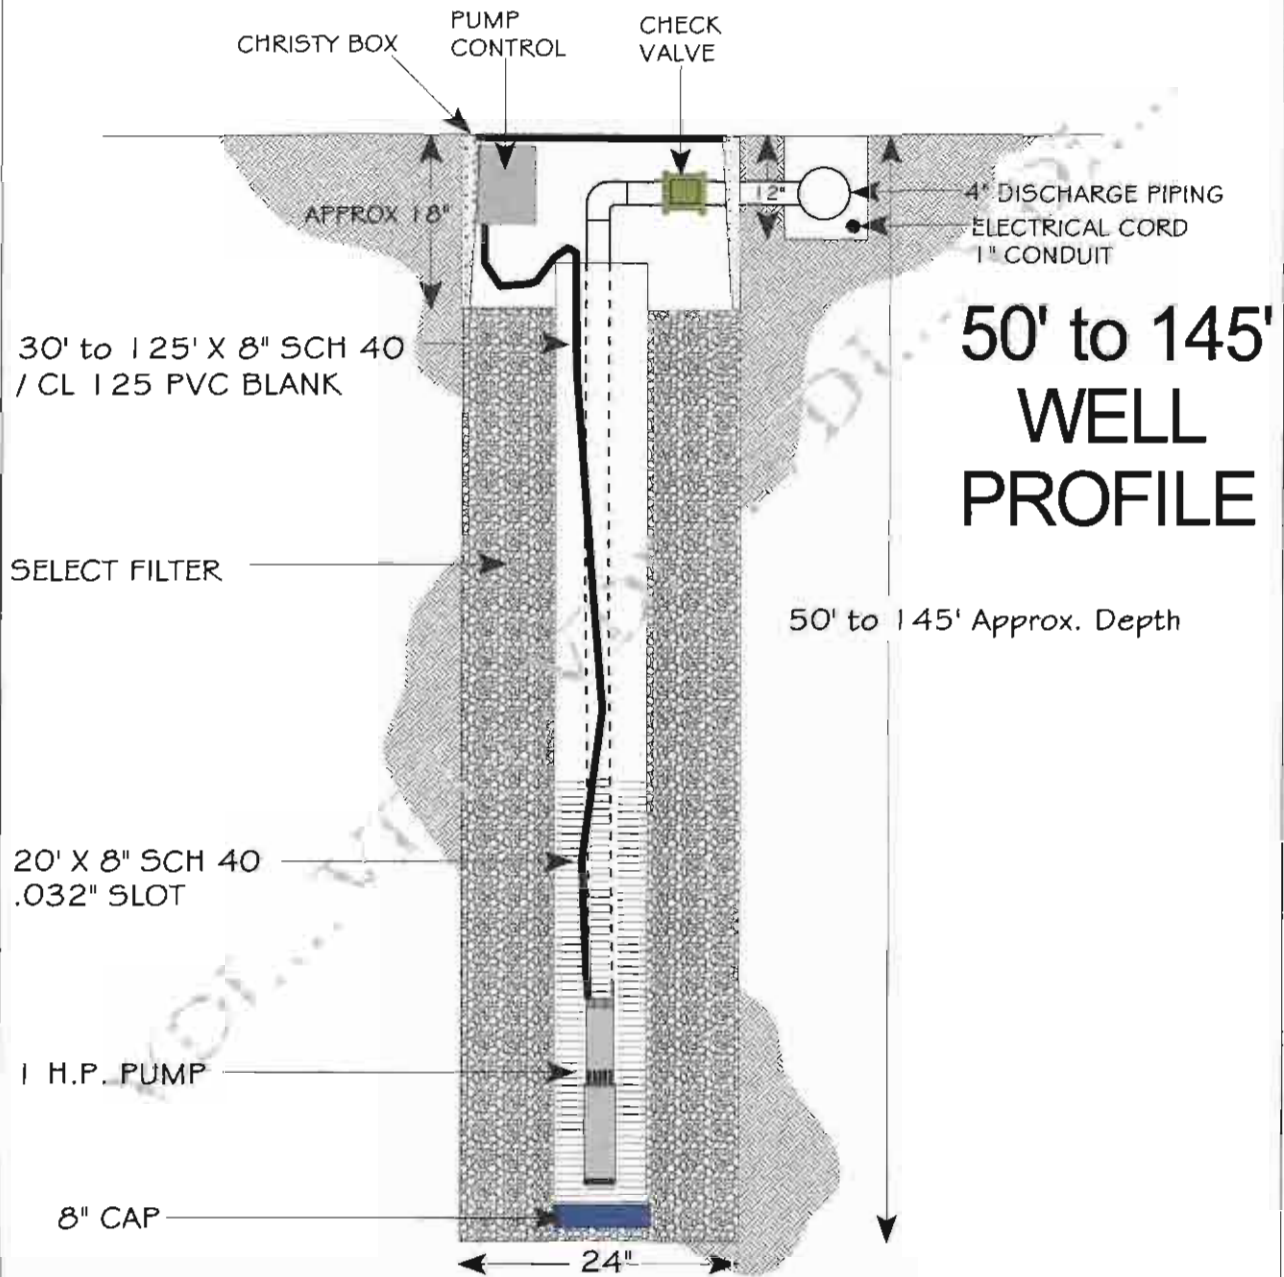 CHRISTY BOX
PUMP
CONTROL
CHECK
VALVE
APPROX 18"
12"
4" DISCHARGE PIPING
ELECTRICAL CORD
1" CONDUIT
50' to 145'
WELL
PROFILE
30' to 125' X 8" SCH 40
/ CL 125 PVC BLANK
SELECT FILTER
50' to 145' Approx. Depth
20' X 8" SCH 40
.032" SLOT
1 H.P. PUMP
8" CAP
24"